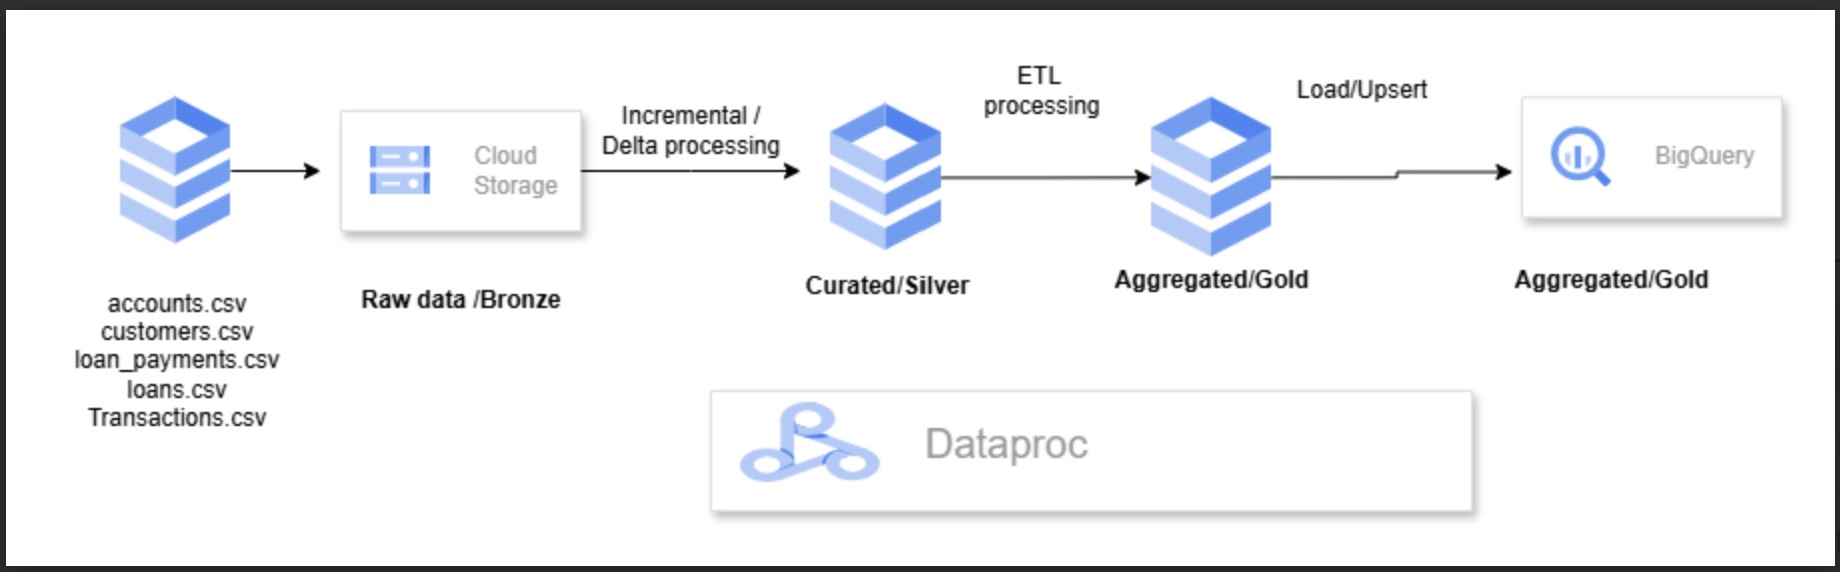 accounts.csv
customers.csv
loan_payments.csv
loans.csv
Transactions.csv
Cloud
Storage
Raw data /Bronze
Incremental /
Delta processing
Curated/Silver
ETL
processing
Aggregated/Gold
Load/Upsert
BigQuery
Aggregated/Gold
Dataproc